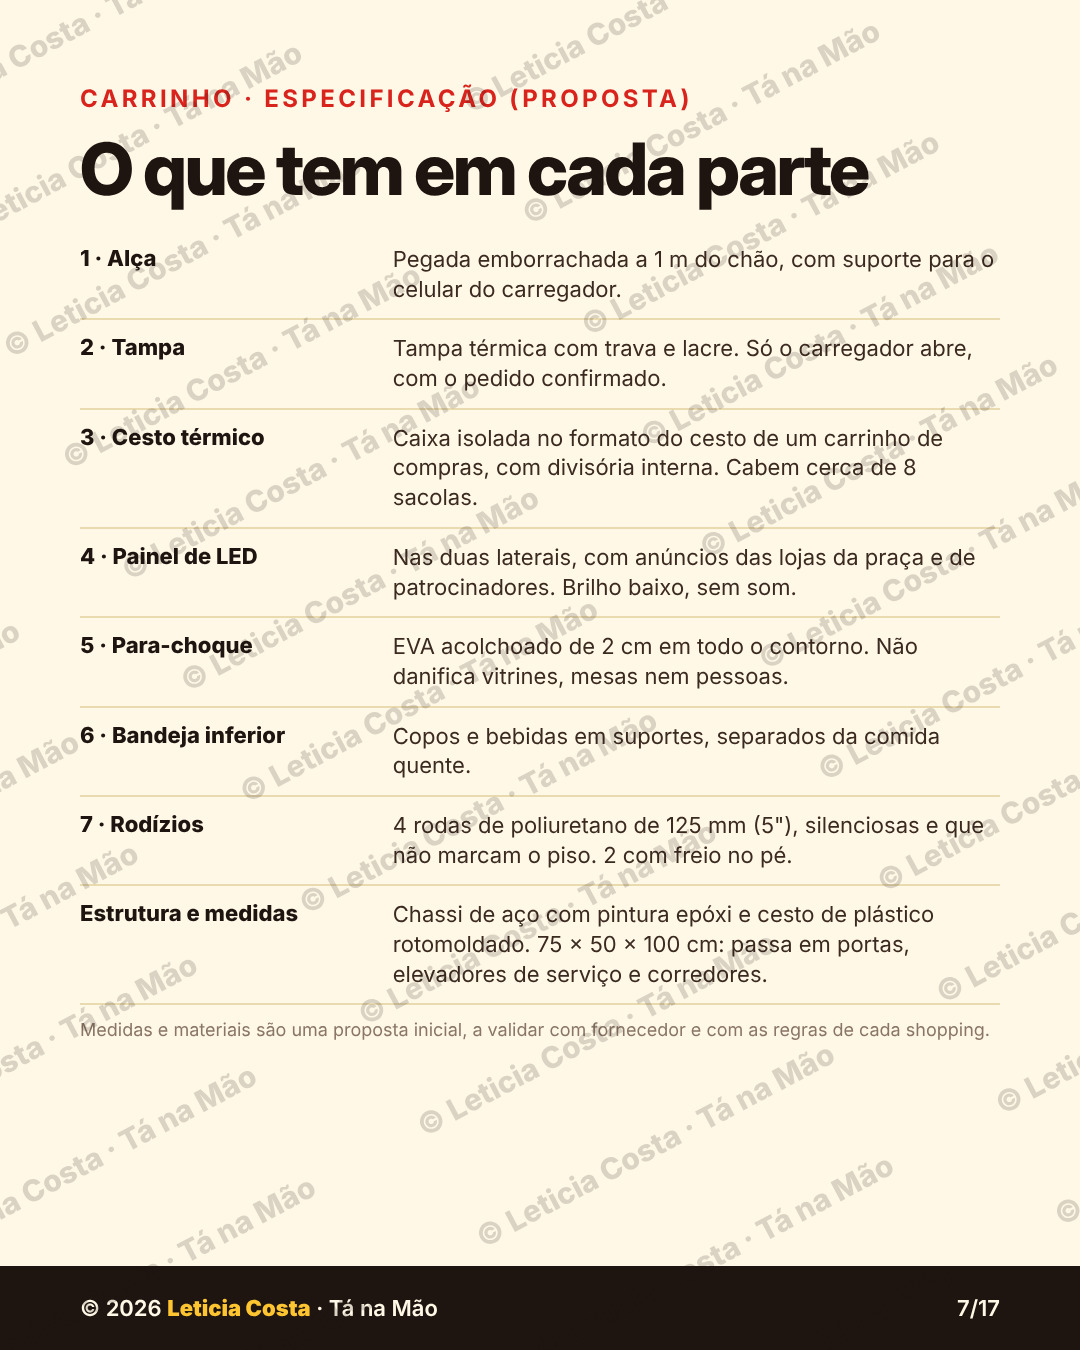 CARRINHO · ESPECIFICAÇÃO (PROPOSTA)
O que tem em cada parte
1 · Alça
Pegada emborrachada a 1 m do chão, com suporte para o
celular do carregador.
2 · Tampa
Tampa térmica com trava e lacre. Só o carregador abre,
com o pedido confirmado.
3 · Cesto térmico
Caixa isolada no formato do cesto de um carrinho de
compras, com divisória interna. Cabem cerca de 8
sacolas.
4 · Painel de LED
Nas duas laterais, com anúncios das lojas da praça e de
patrocinadores. Brilho baixo, sem som.
5 · Para-choque
EVA acolchoado de 2 cm em todo o contorno. Não
danifica vitrines, mesas nem pessoas.
6 · Bandeja inferior
Copos e bebidas em suportes, separados da comida
quente.
7 · Rodízios
4 rodas de poliuretano de 125 mm (5"), silenciosas e que
não marcam o piso. 2 com freio no pé.
Estrutura e medidas
Chassi de aço com pintura epóxi e cesto de plástico
rotomoldado. 75 × 50 × 100 cm: passa em portas,
elevadores de serviço e corredores.
Medidas e materiais são uma proposta inicial, a validar com fornecedor e com as regras de cada shopping.
© Leticia Costa · Tá na Mão
© 2026 Leticia Costa · Tá na Mão
7/17